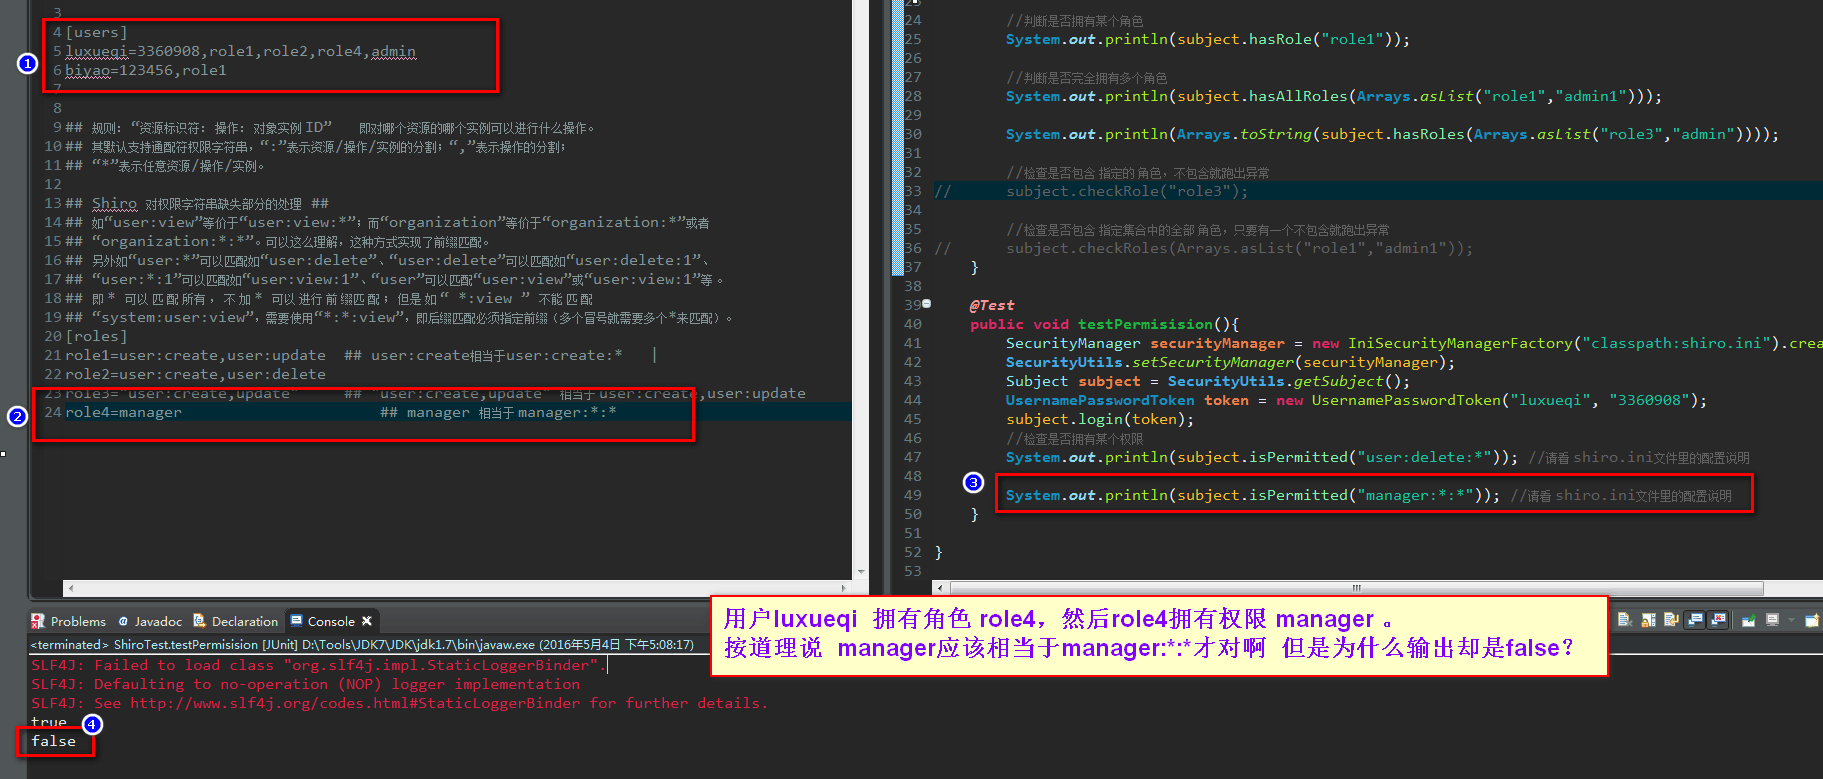 3
4 [users]
5 luxueqi=3360908,role1,role2,role4,admin
6 biyao=123456,role1
7
8
9 ## 规则：“资源标识符：操作：对象实例 ID” 即对哪个资源的哪个实例可以进行什么操作。
10 ## 其默认支持通配符权限字符串，“:”表示资源/操作/实例的分割；“,”表示操作的分割；
11 ## “*”表示任意资源/操作/实例。
12
13 ## Shiro 对权限字符串缺失部分的处理 ##
14 ## 如“user:view”等价于“user:view:*”；而“organization”等价于“organization:*”或者
15 ## “organization:*:*”。可以这么理解，这种方式实现了前缀匹配。
16 ## 另外如“user:*”可以匹配如“user:delete”、“user:delete”可以匹配如“user:delete:1”、
17 ## “user:*:1”可以匹配如“user:view:1”、“user”可以匹配“user:view”或“user:view:1”等。
18 ## 即 * 可以匹配所有，不加 * 可以进行前缀匹配；但是如“ *:view ” 不能匹配
19 ## “system:user:view”，需要使用“*:*:view”，即后缀匹配必须指定前缀（多个冒号就需要多个*来匹配）。
20 [roles]
21 role1=user:create,user:update ## user:create相当于user:create:*
22 role2=user:create,user:delete
23 role3="user:create,update" ## "user:create,update" 相当于 user:create,user:update
24 role4=manager ## manager 相当于 manager:*:*
1
2
24 //判断是否拥有某个角色
25 System.out.println(subject.hasRole("role1"));
26
27 //判断是否完全拥有多个角色
28 System.out.println(subject.hasAllRoles(Arrays.asList("role1","admin1")));
29
30 System.out.println(Arrays.toString(subject.hasRoles(Arrays.asList("role3","admin"))));
31
32 //检查是否包含 指定的 角色，不包含就跑出异常
33 // subject.checkRole("role3");
34
35 //检查是否包含 指定集合中的全部 角色，只要有一个不包含就跑出异常
36 // subject.checkRoles(Arrays.asList("role1","admin1"));
37 }
38
39 @Test
40 public void testPermisision(){
41 SecurityManager securityManager = new IniSecurityManagerFactory("classpath:shiro.ini").crea
42 SecurityUtils.setSecurityManager(securityManager);
43 Subject subject = SecurityUtils.getSubject();
44 UsernamePasswordToken token = new UsernamePasswordToken("luxueqi", "3360908");
45 subject.login(token);
46 //检查是否拥有某个权限
47 System.out.println(subject.isPermitted("user:delete:*")); //请看 shiro.ini文件里的配置说明
48
49 System.out.println(subject.isPermitted("manager:*:*")); //请看 shiro.ini文件里的配置说明
50 }
51
52 }
53
3
Problems @ Javadoc Declaration Console
<terminated> ShiroTest.testPermisision [JUnit] D:\Tools\JDK7\JDK\jdk1.7\bin\javaw.exe (2016年5月4日 下午5:08:17)
SLF4J: Failed to load class "org.slf4j.impl.StaticLoggerBinder".
SLF4J: Defaulting to no-operation (NOP) logger implementation
SLF4J: See http://www.slf4j.org/codes.html#StaticLoggerBinder for further details.
true
false
4
用户luxueqi 拥有角色 role4，然后role4拥有权限 manager 。
按道理说 manager应该相当于manager:*:*才对啊 但是为什么输出却是false？